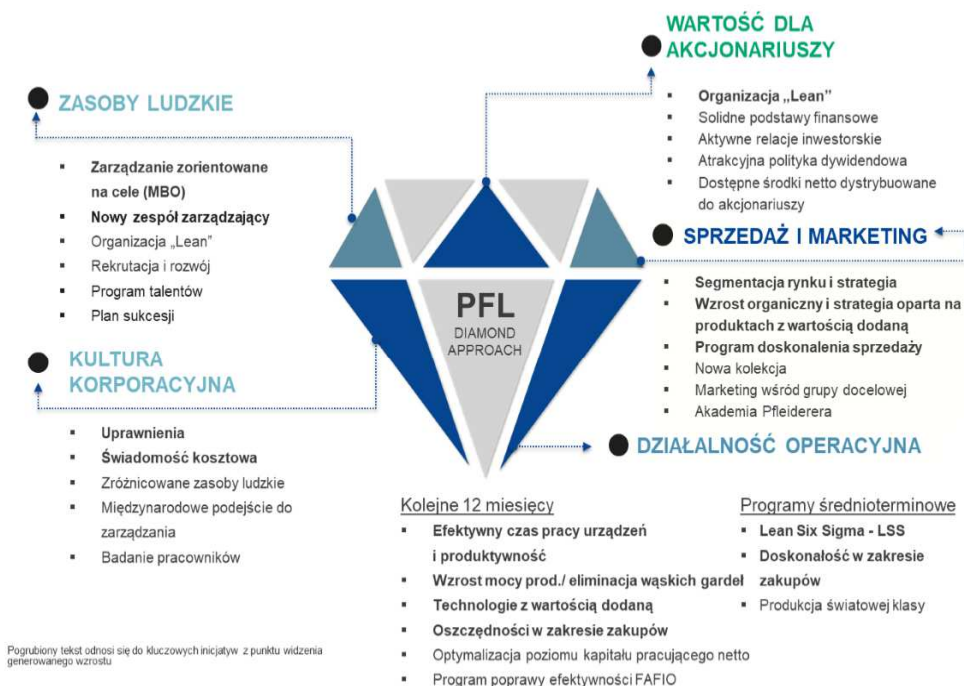 ZASOBY LUDZKIE
Zarządzanie zorientowane
na cele (MBO)
Nowy zespół zarządzający
Organizacja „Lean”
Rekrutacja i rozwój
Program talentów
Plan sukcesji
KULTURA
KORPORACYJNA
Uprawnienia
Świadomość kosztowa
Zróżnicowane zasoby ludzkie
Międzynarodowe podejście do
zarządzania
Badanie pracowników
PFL
DIAMOND
APPROACH
WARTOŚĆ DLA
AKCJONARIUSZY
Organizacja „Lean”
Solidne podstawy finansowe
Aktywne relacje inwestorskie
Atrakcyjna polityka dywidendowa
Dostępne środki netto dystrybuowane
do akcjonariuszy
SPRZEDAŻ I MARKETING
Segmentacja rynku i strategia
Wzrost organiczny i strategia oparta na
produktach z wartością dodaną
Program doskonalenia sprzedaży
Nowa kolekcja
Marketing wśród grupy docelowej
Akademia Pfleiderera
DZIAŁALNOŚĆ OPERACYJNA
Kolejne 12 miesięcy
Efektywny czas pracy urządzeń
i produktywność
Wzrost mocy prod./ eliminacja wąskich gardeł
Technologie z wartością dodaną
Oszczędności w zakresie zakupów
Optymalizacja poziomu kapitału pracującego netto
Program poprawy efektywności FAFIO
Programy średnioterminowe
Lean Six Sigma - LSS
Doskonałość w zakresie
zakupów
Produkcja światowej klasy
Pogrubiony tekst odnosi się do kluczowych inicjatyw z punktu widzenia
generowanego wzrostu